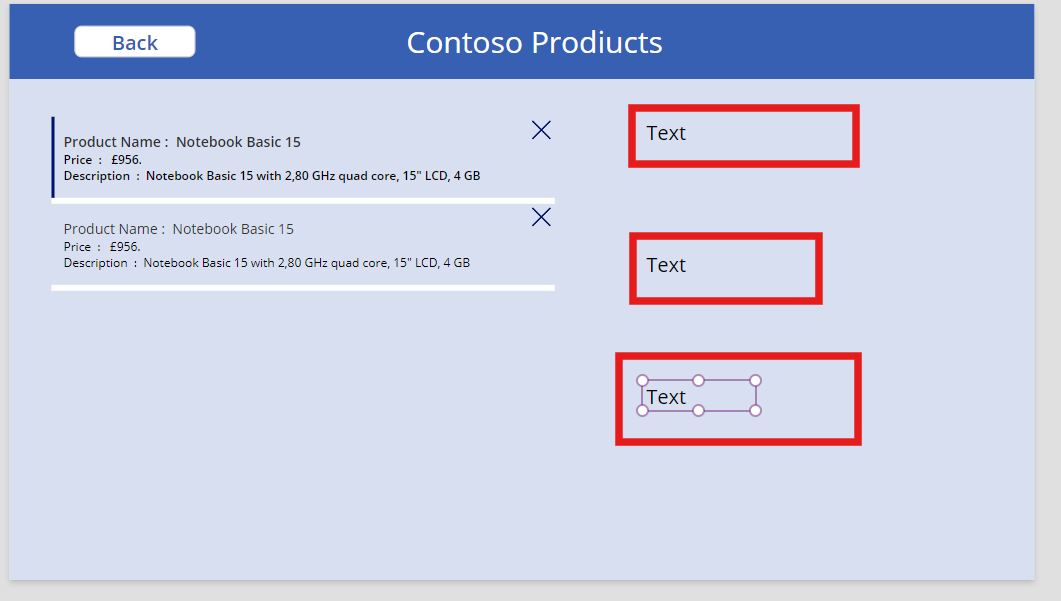 Back
Contoso Prodiucts
Product Name :  Notebook Basic 15
Price  :   £956.
Description  :  Notebook Basic 15 with 2,80 GHz quad core, 15" LCD, 4 GB
Product Name :  Notebook Basic 15
Price  :   £956.
Description  :  Notebook Basic 15 with 2,80 GHz quad core, 15" LCD, 4 GB
Text
Text
Text